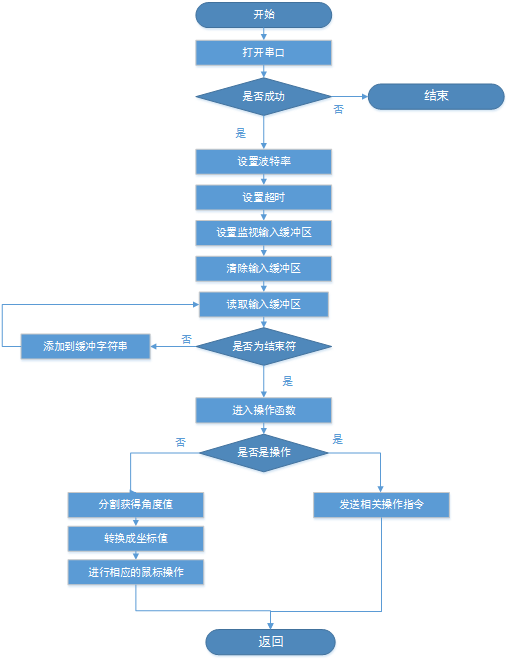 开始
打开串口
是否成功
结束
否
是
设置波特率
设置超时
设置监视输入缓冲区
清除输入缓冲区
读取输入缓冲区
否
添加到缓冲字符串
是否为结束符
是
进入操作函数
否
是
是否是操作
分割获得角度值
发送相关操作指令
转换成坐标值
进行相应的鼠标操作
返回